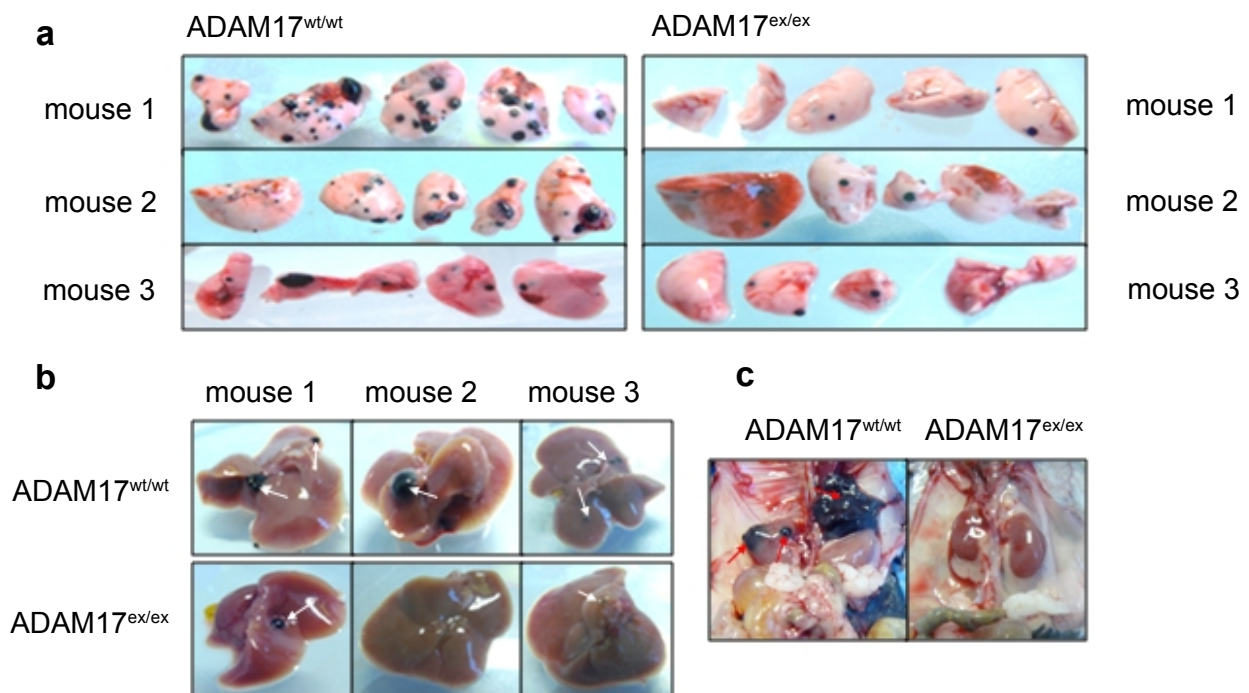 a
ADAM17wt/wt
ADAM17ex/ex
mouse 1
mouse 1
mouse 2
mouse 2
mouse 3
mouse 3
b
mouse 1
mouse 2
mouse 3
ADAM17wt/wt
ADAM17ex/ex
c
ADAM17wt/wt
ADAM17ex/ex